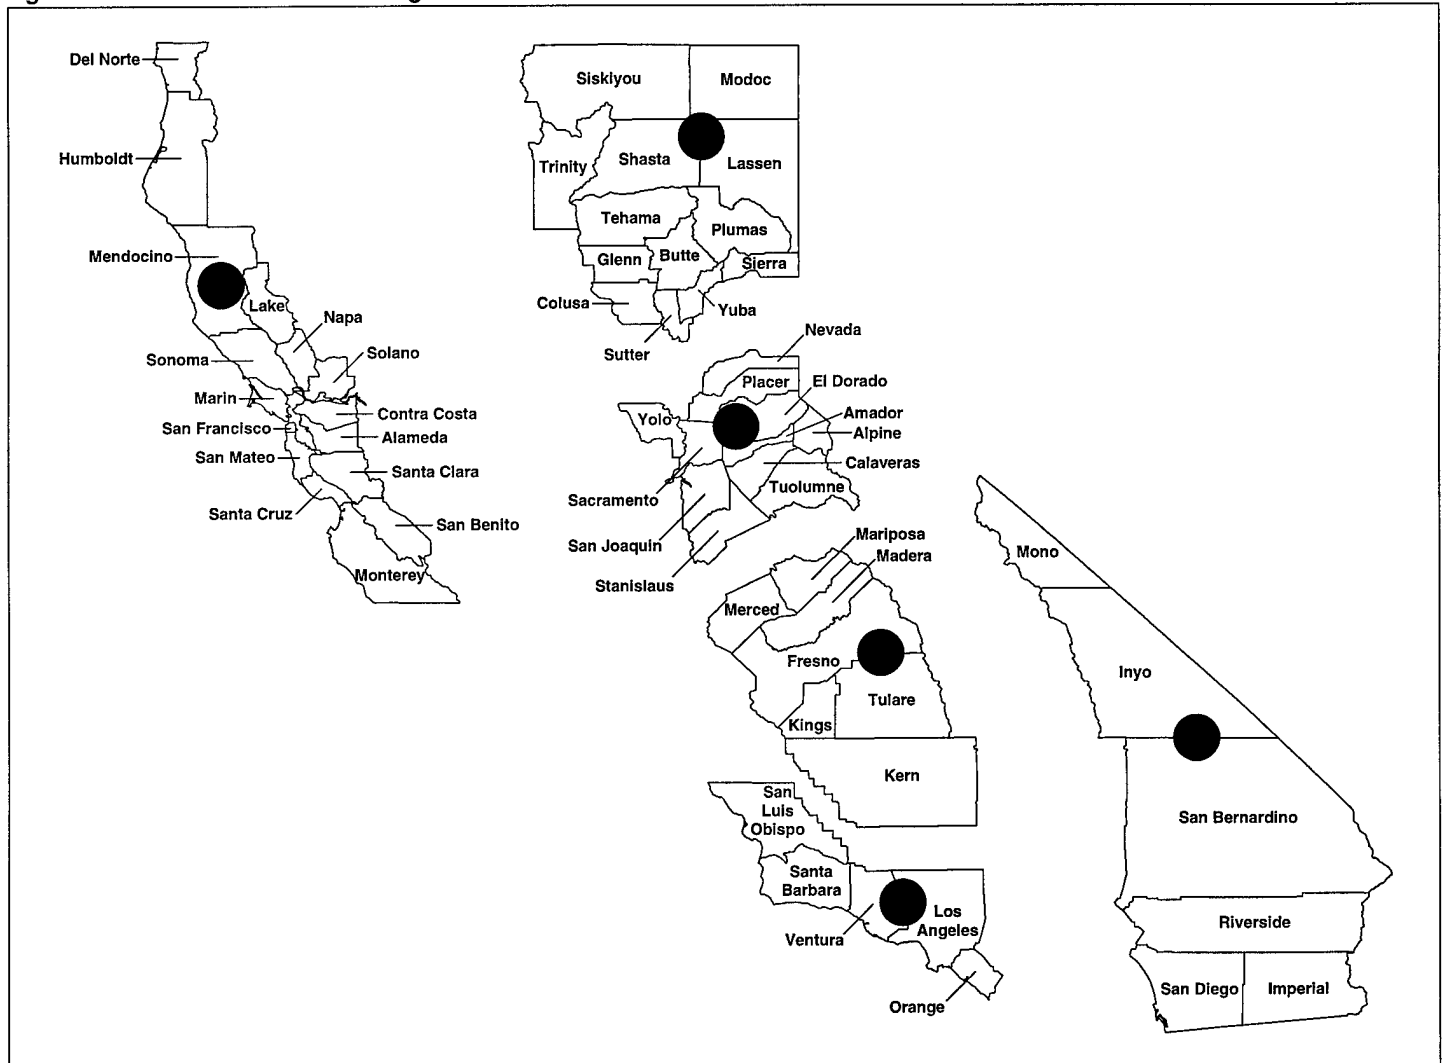 Del Norte
Humboldt
Mendocino
Lake
Napa
Sonoma
Solano
Marin
Contra Costa
San Francisco
Alameda
San Mateo
Santa Clara
Santa Cruz
San Benito
Monterey
Siskiyou
Modoc
Trinity
Shasta
Lassen
Tehama
Plumas
Glenn
Butte
Sierra
Colusa
Yuba
Sutter
Nevada
Placer
El Dorado
Yolo
Amador
Alpine
Calaveras
Sacramento
Tuolumne
San Joaquin
Stanislaus
Mariposa
Madera
Merced
Fresno
Tulare
Kings
Kern
San
Luis
Obispo
Santa
Barbara
Los
Angeles
Ventura
Orange
Mono
Inyo
San Bernardino
Riverside
San Diego
Imperial